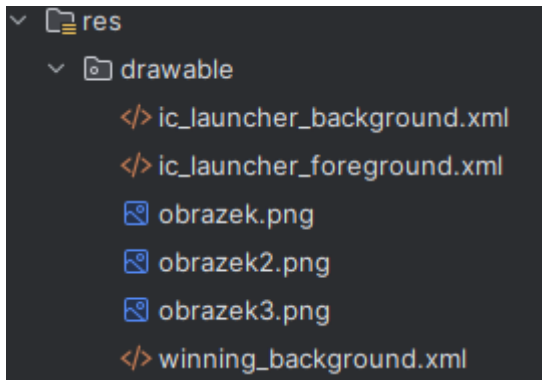 res
drawable
ic_launcher_background.xml
ic_launcher_foreground.xml
obrazek.png
obrazek2.png
obrazek3.png
winning_background.xml